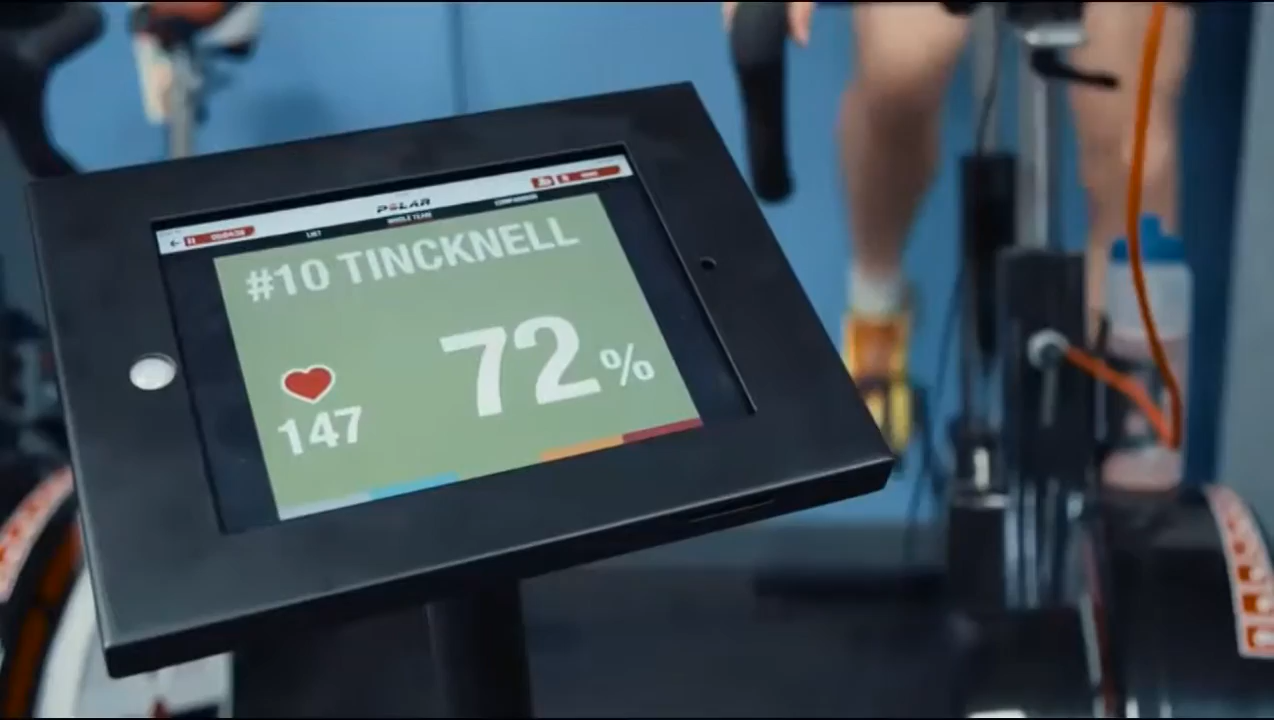 POLAR
LIST
WHOLE TEAM
COMPARISON
#10 TINCKNELL
72%
147